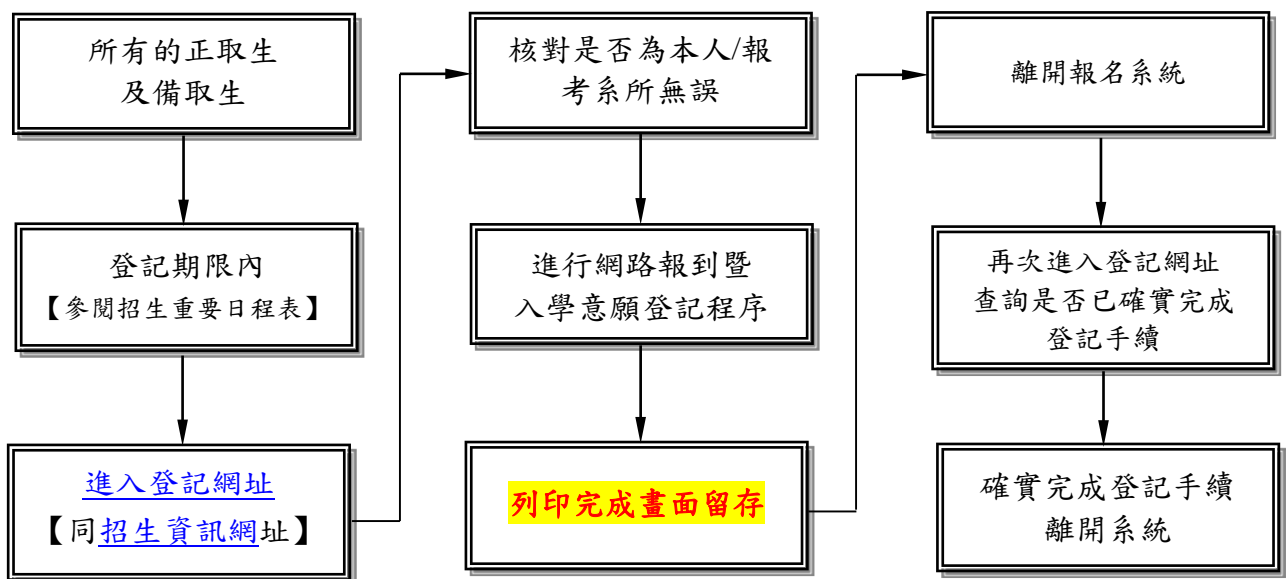 所有的正取生
及備取生
登記期限內
【參閱招生重要日程表】
進入登記網址
【同招生資訊網址】
核對是否為本人/報
考系所無誤
進行網路報到暨
入學意願登記程序
列印完成畫面留存
離開報名系統
再次進入登記網址
查詢是否已確實完成
登記手續
確實完成登記手續
離開系統